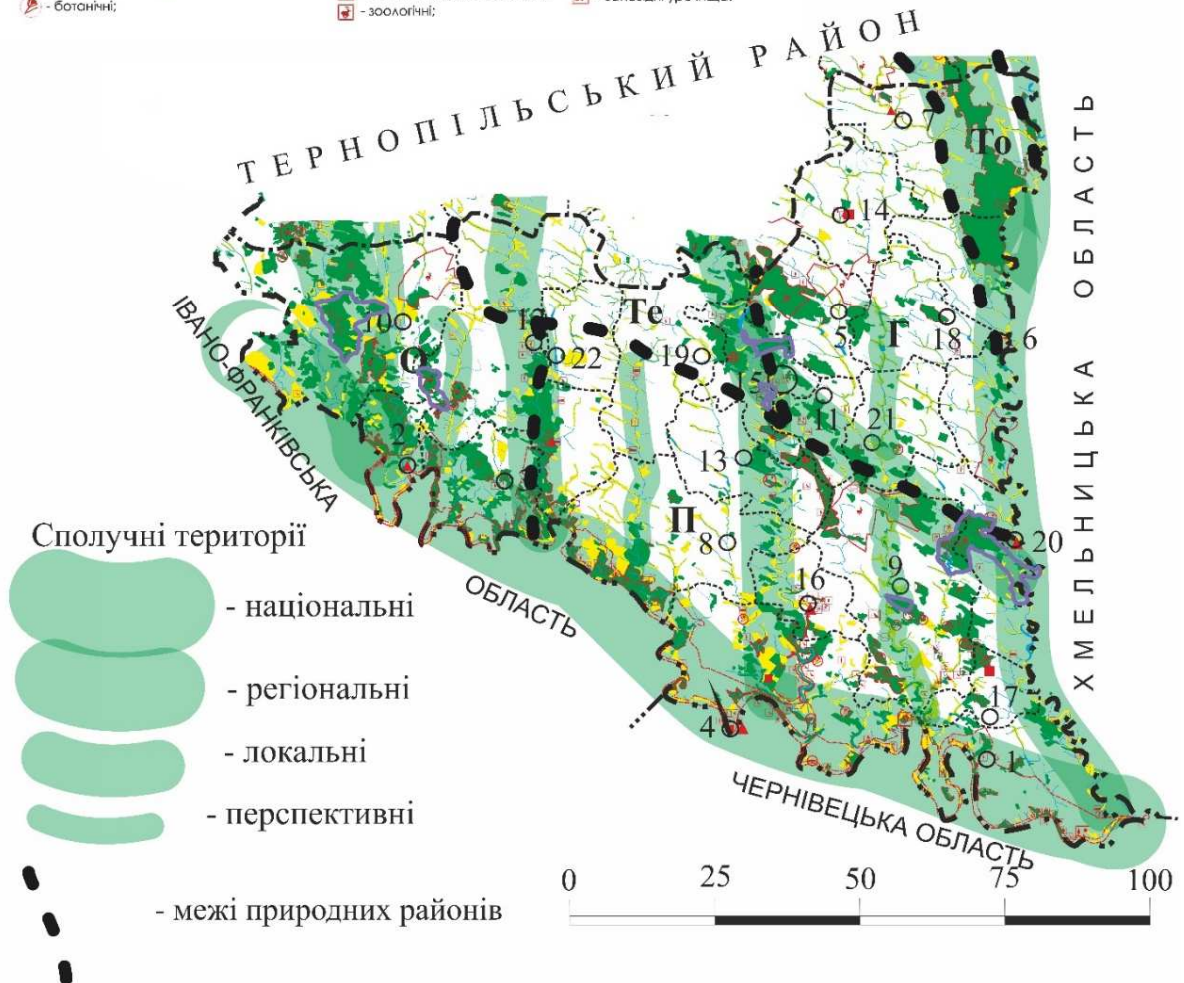 - ботанічні;
- зоологічні;
ТЕРНОПІЛЬСЬКИЙ РАЙОН
ХМЕЛЬНИЦЬКА ОБЛАСТЬ
ІВАНО-ФРАНКІВСЬКА
ОБЛАСТЬ
ЧЕРНІВЕЦЬКА ОБЛАСТЬ
7
То
14
Те
10
О
22
19
5
Г
18
6
15
11
21
2
13
П
8
20
16
9
17
4
1
Сполучні території
- національні
- регіональні
- локальні
- перспективні
- межі природних районів
0 25 50 75 100